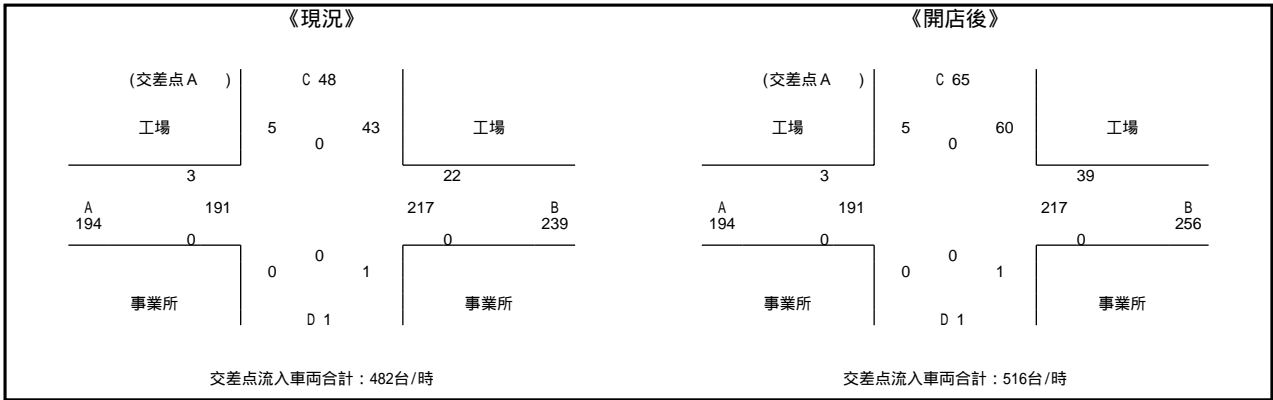 《現況》
(交差点A　)
C 48
工場
5
0
43
工場
3
22
A
194
191
217
B
239
0
0
0
0
1
事業所
事業所
D 1
交差点流入車両合計：482台/時
《開店後》
(交差点A　)
C 65
工場
5
0
60
工場
3
39
A
194
191
217
B
256
0
0
0
0
1
事業所
事業所
D 1
交差点流入車両合計：516台/時